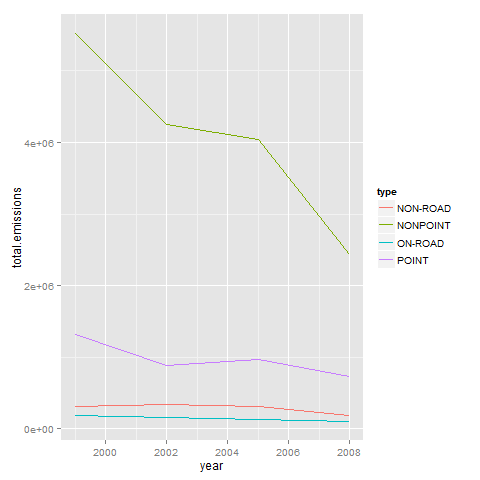 total.emissions
4e+06
2e+06
0e+00
2000 2002 2004 2006 2008
year
type
NON-ROAD
NONPOINT
ON-ROAD
POINT